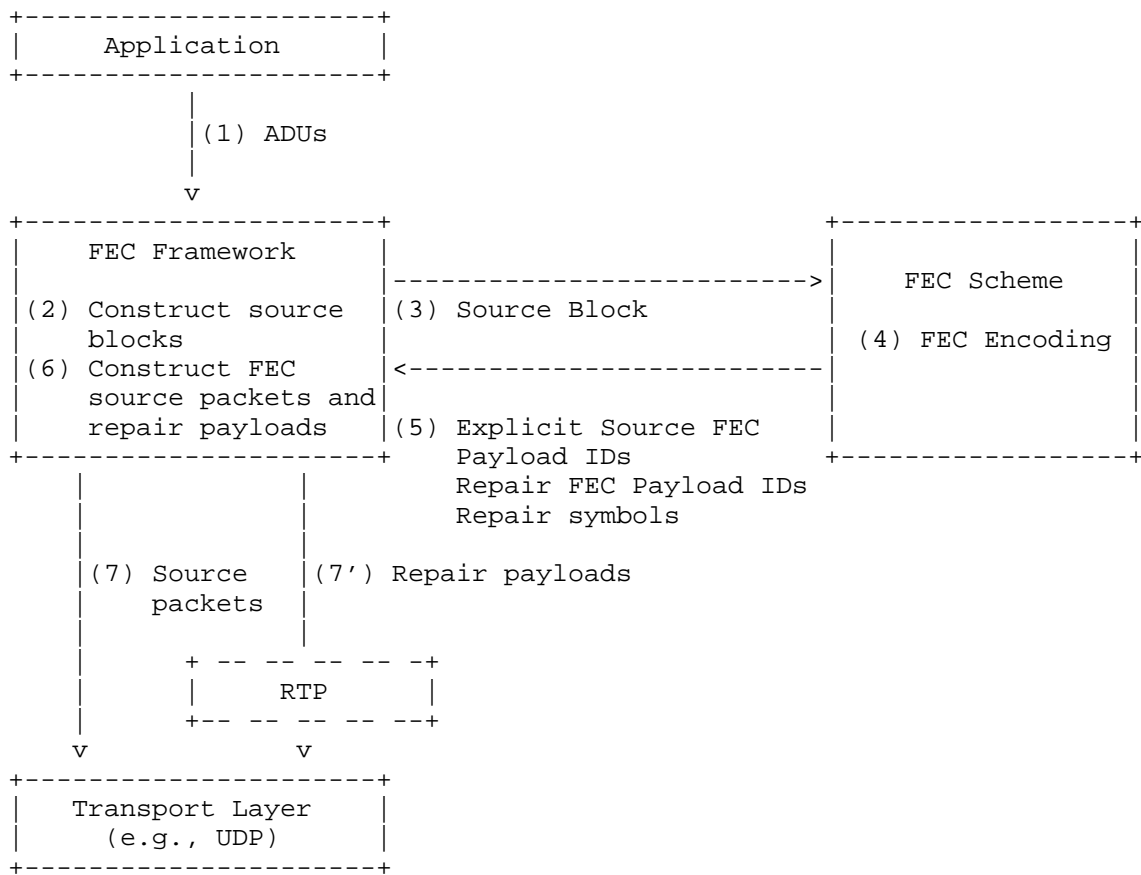 Application
(1) ADUs
FEC Framework
FEC Scheme
(2) Construct source
blocks
(3) Source Block
(4) FEC Encoding
(6) Construct FEC
source packets and
repair payloads
(5) Explicit Source FEC
Payload IDs
Repair FEC Payload IDs
Repair symbols
(7) Source
packets
(7') Repair payloads
RTP
Transport Layer
(e.g., UDP)